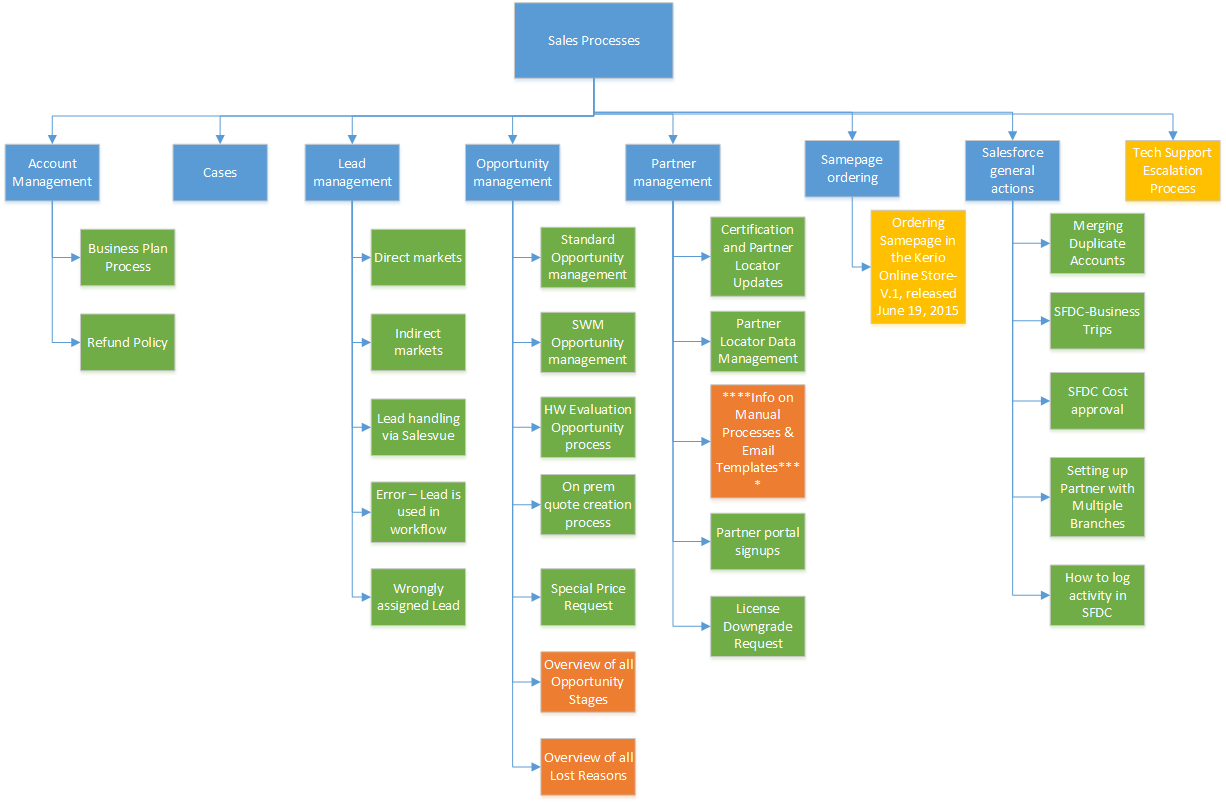 Sales Processes
Account
Management
Cases
Lead
management
Opportunity
management
Partner
management
Samepage
ordering
Salesforce
general
actions
Tech Support
Escalation
Process
Business Plan
Process
Refund Policy
Direct markets
Indirect
markets
Lead handling
via Salesvue
Error – Lead is
used in
workflow
Wrongly
assigned Lead
Standard
Opportunity
management
SWM
Opportunity
management
HW Evaluation
Opportunity
process
On prem
quote creation
process
Special Price
Request
Overview of all
Opportunity
Stages
Overview of all
Lost Reasons
Certification
and Partner
Locator
Updates
Partner
Locator Data
Management
****Info on
Manual
Processes &
Email
Templates***
*
Partner portal
signups
License
Downgrade
Request
Ordering
Samepage in
the Kerio
Online Store-
V.1, released
June 19, 2015
Merging
Duplicate
Accounts
SFDC-Business
Trips
SFDC Cost
approval
Setting up
Partner with
Multiple
Branches
How to log
activity in
SFDC